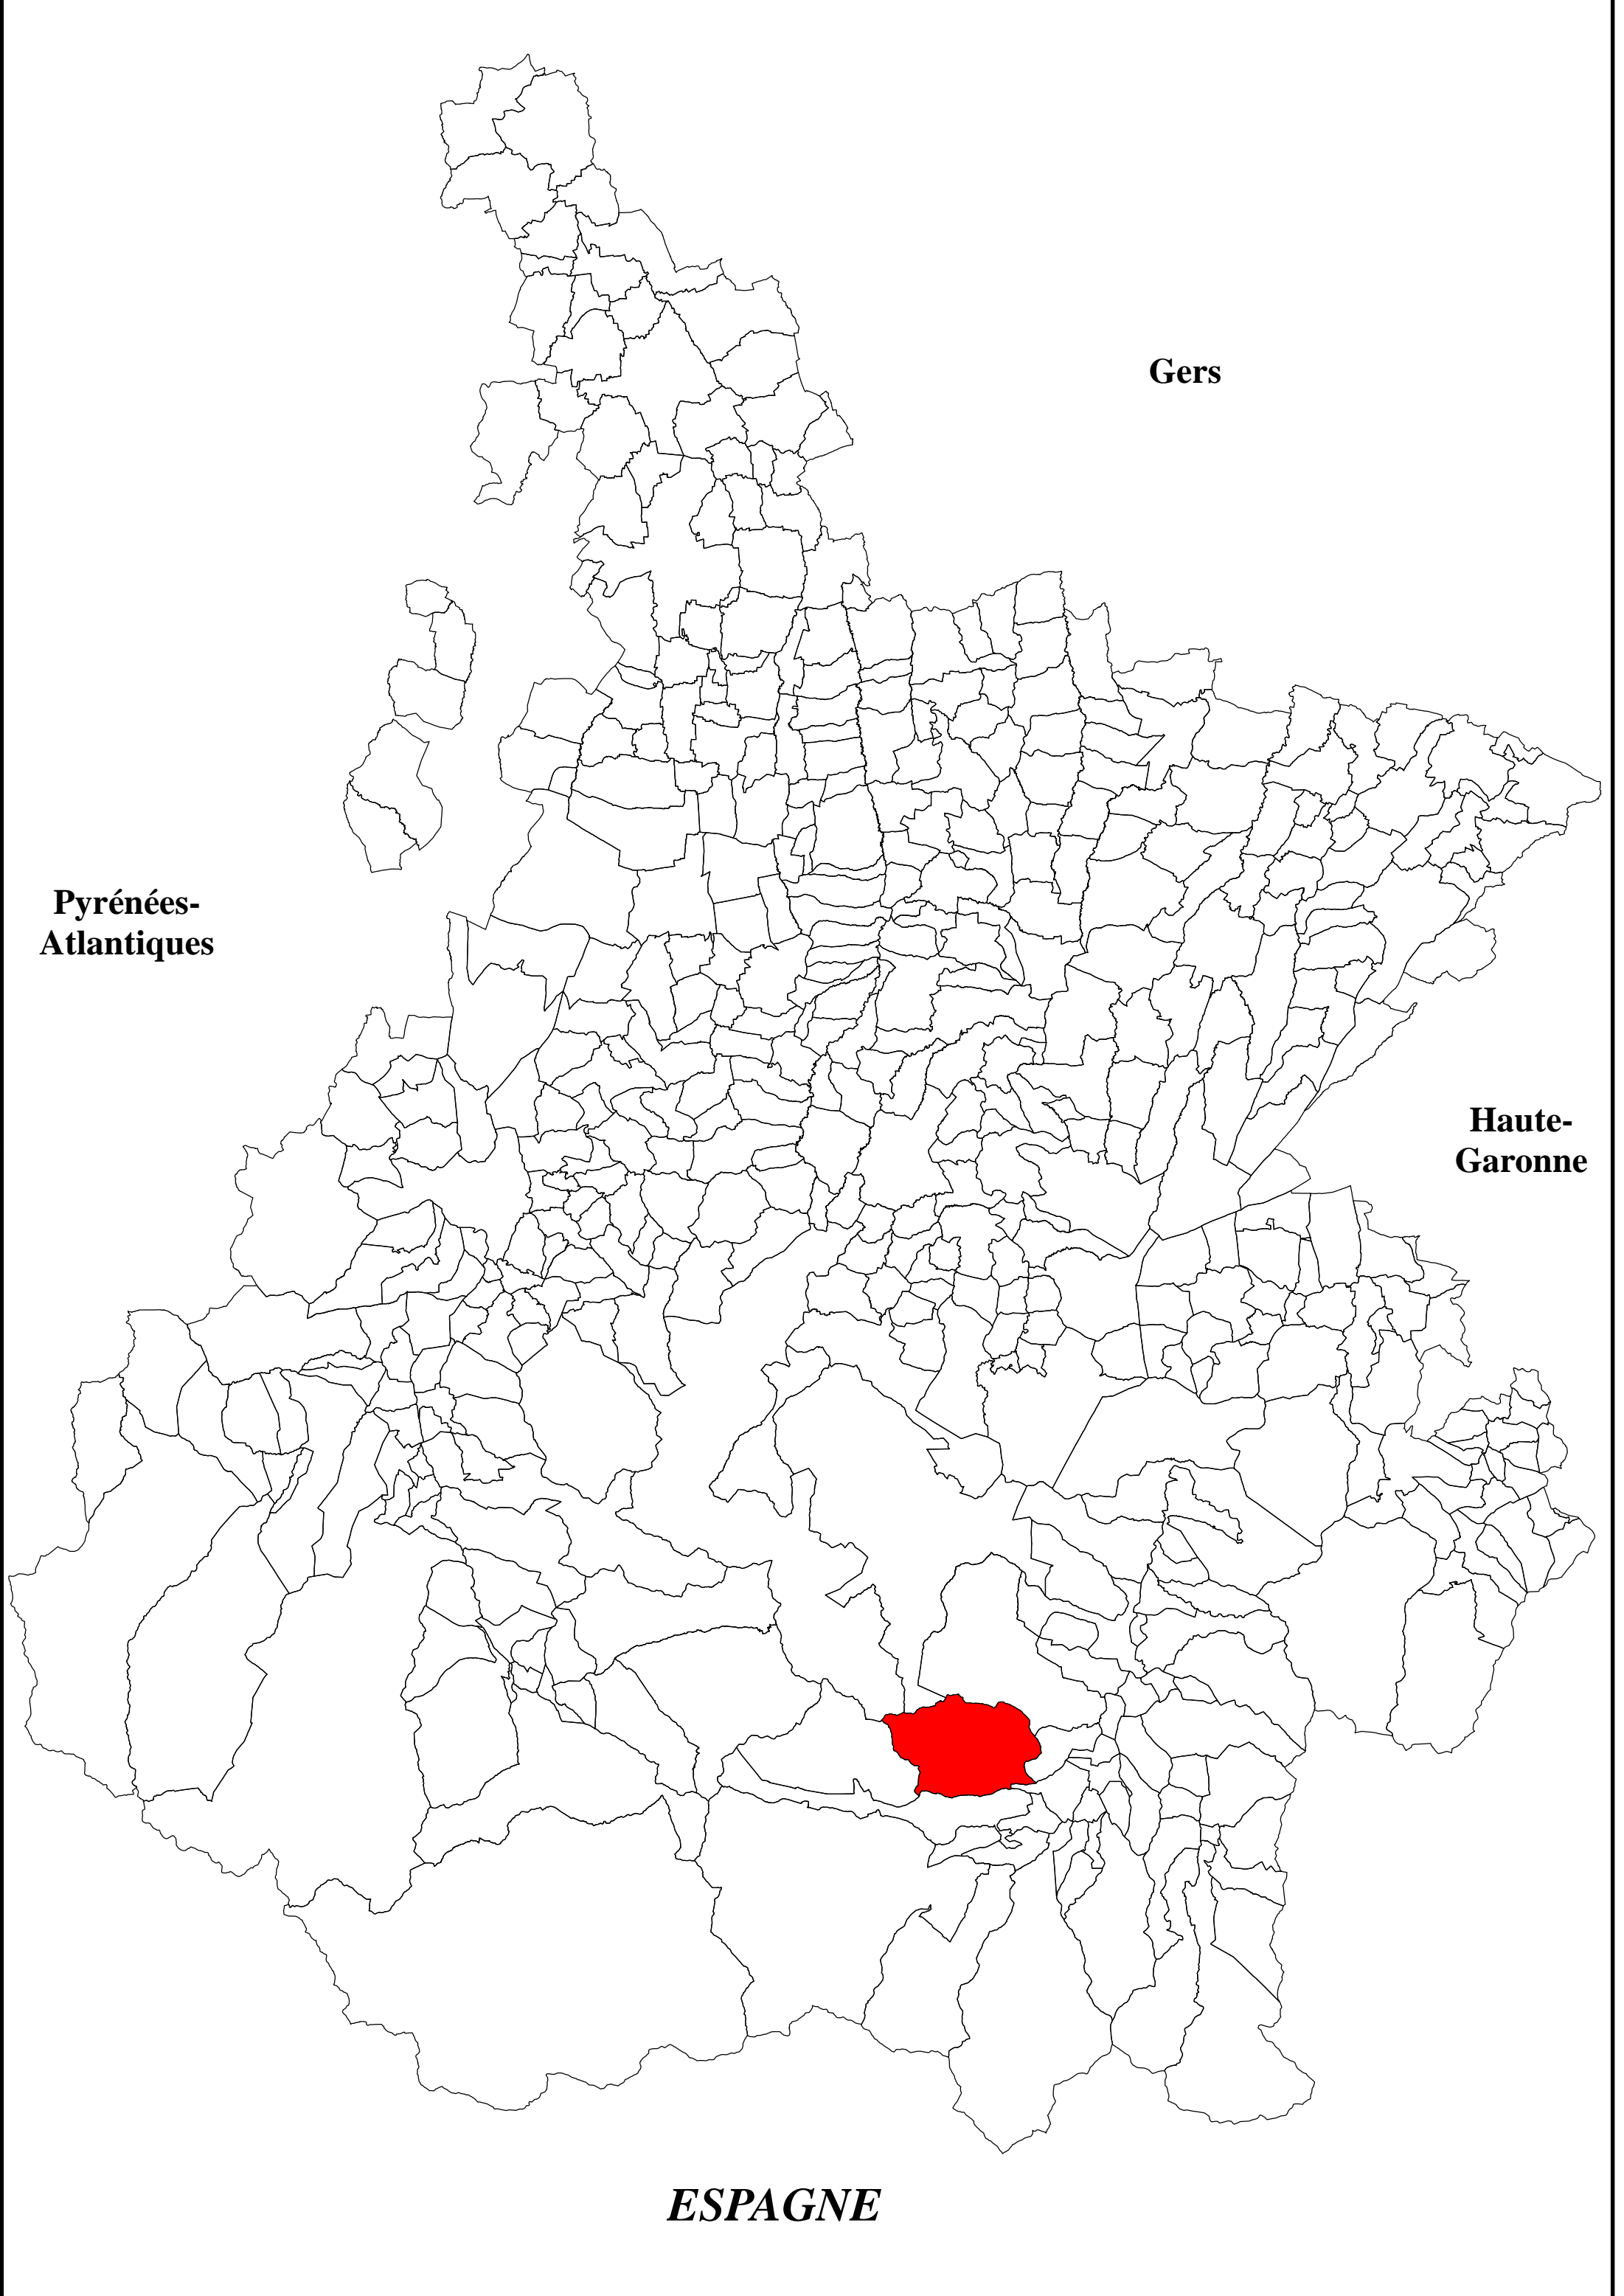 Gers
Pyrénées-
Atlantiques
Haute-
Garonne
ESPAGNE